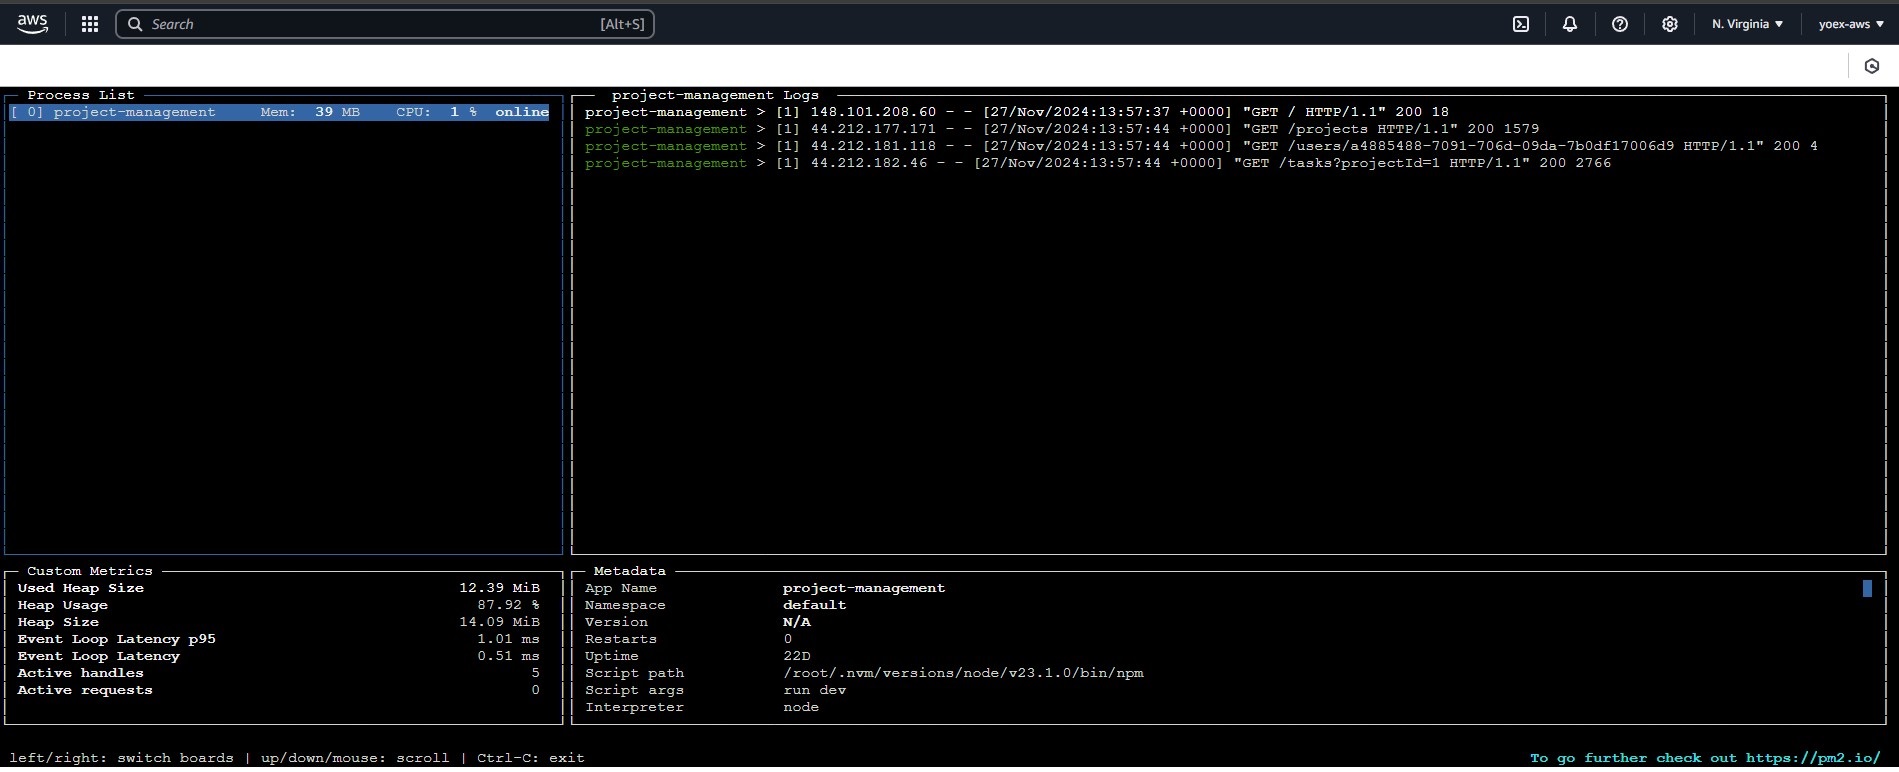 aws
Search [Alt+S]
N. Virginia
yoex-aws
Process List
[ 0] project-management Mem: 39 MB CPU: 1 % online
project-management Logs
project-management > [1] 148.101.208.60 - - [27/Nov/2024:13:57:37 +0000] "GET / HTTP/1.1" 200 18
project-management > [1] 44.212.177.171 - - [27/Nov/2024:13:57:44 +0000] "GET /projects HTTP/1.1" 200 1579
project-management > [1] 44.212.181.118 - - [27/Nov/2024:13:57:44 +0000] "GET /users/a4885488-7091-706d-09da-7b0df17006d9 HTTP/1.1" 200 4
project-management > [1] 44.212.182.46 - - [27/Nov/2024:13:57:44 +0000] "GET /tasks?projectId=1 HTTP/1.1" 200 2766
Custom Metrics
Used Heap Size 12.39 MiB
Heap Usage 87.92 %
Heap Size 14.09 MiB
Event Loop Latency p95 1.01 ms
Event Loop Latency 0.51 ms
Active handles 5
Active requests 0
Metadata
App Name project-management
Namespace default
Version N/A
Restarts 0
Uptime 22D
Script path /root/.nvm/versions/node/v23.1.0/bin/npm
Script args run dev
Interpreter node
left/right: switch boards | up/down/mouse: scroll | Ctrl-C: exit
To go further check out https://pm2.io/